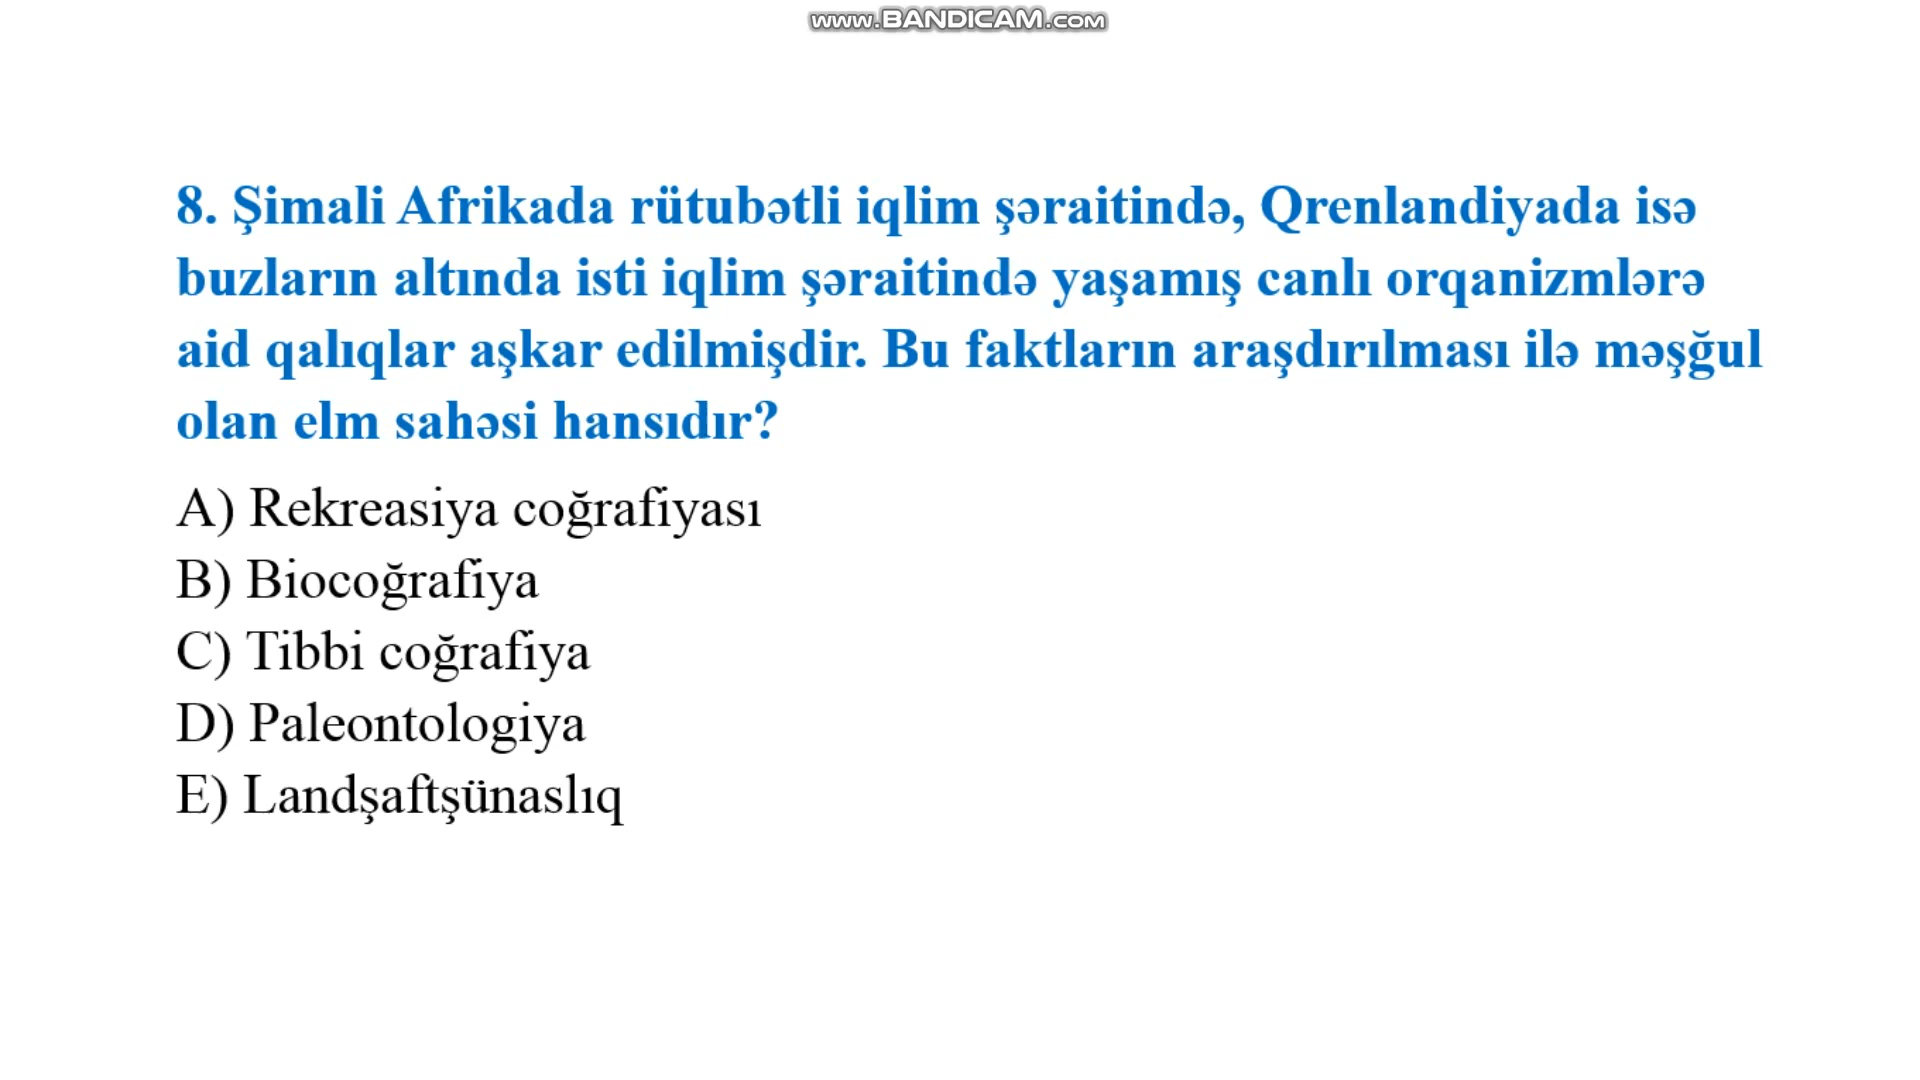 www.BANDICAM.com
8. Şimali Afrikada rütubətli iqlim şəraitində, Qrenlandiyada isə
buzların altında isti iqlim şəraitində yaşamış canlı orqanizmlərə
aid qalıqlar aşkar edilmişdir. Bu faktların araşdırılması ilə məşğul
olan elm sahəsi hansıdır?
A) Rekreasiya coğrafiyası
B) Biocoğrafiya
C) Tibbi coğrafiya
D) Paleontologiya
E) Landşaftşünaslıq